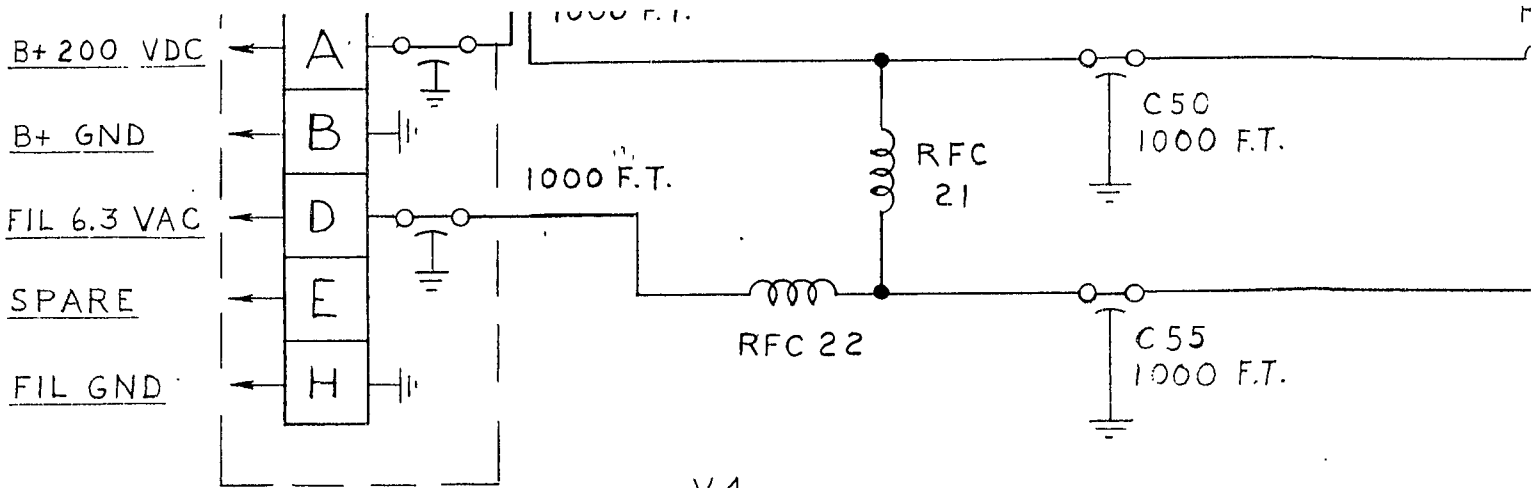 1000 F.T.
B+ 200 VDC
A
C50
1000 F.T.
B+ GND
B
RFC
21
1000 F.T.
FIL 6.3 VAC
D
SPARE
E
RFC 22
C55
1000 F.T.
FIL GND
H